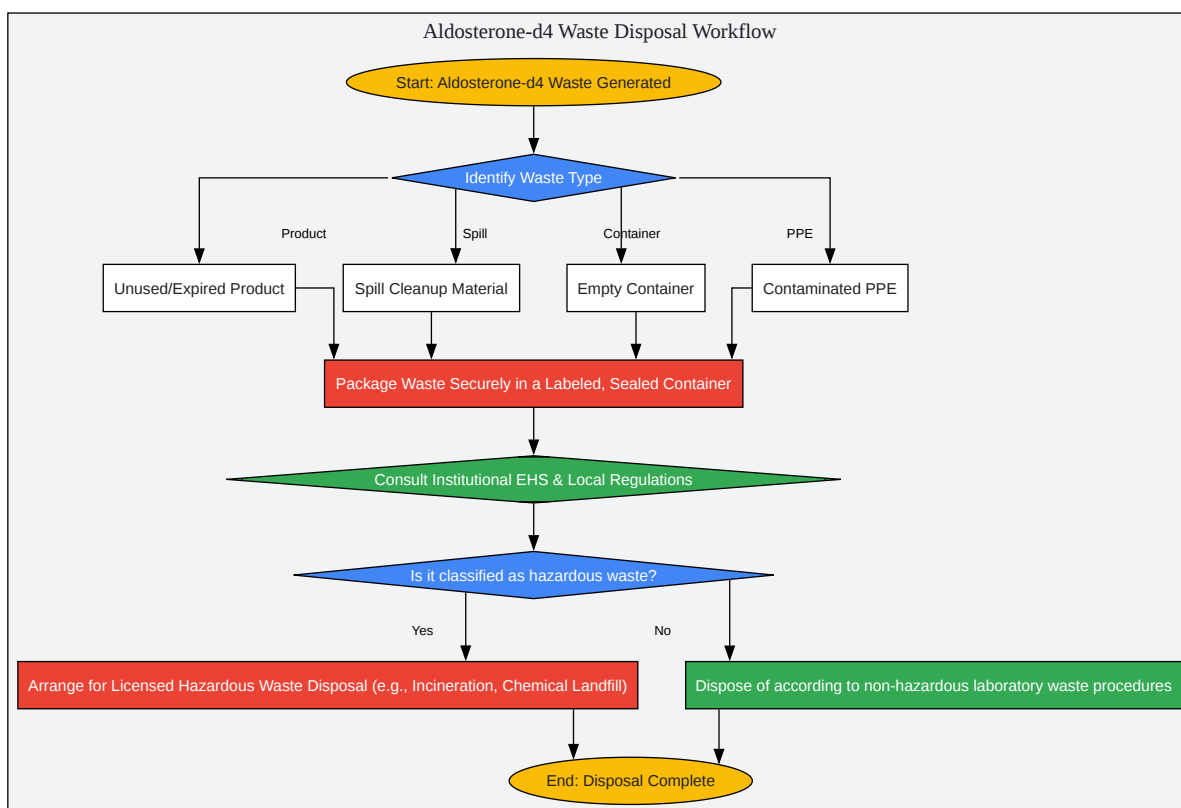 Aldosterone-d4 Waste Disposal Workflow
Start: Aldosterone-d4 Waste Generated
Identify Waste Type
Product
Spill
Container
PPE
Unused/Expired Product
Spill Cleanup Material
Empty Container
Contaminated PPE
Package Waste Securely in a Labeled, Sealed Container
Consult Institutional EHS & Local Regulations
Is it classified as hazardous waste?
Yes
No
Arrange for Licensed Hazardous Waste Disposal (e.g., Incineration, Chemical Landfill)
Dispose of according to non-hazardous laboratory waste procedures
End: Disposal Complete